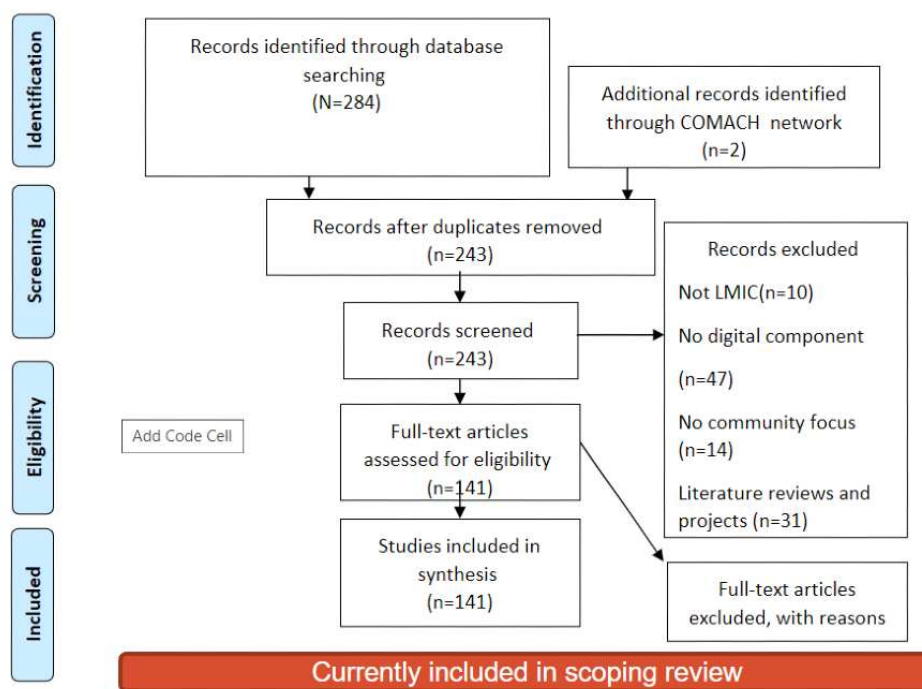 Identification
Records identified through database
searching
(N=284)
Additional records identified
through COMACH network
(n=2)
Screening
Records after duplicates removed
(n=243)
Records screened
(n=243)
Records excluded
Not LMIC(n=10)
No digital component
(n=47)
No community focus
(n=14)
Literature reviews and
projects (n=31)
Eligibility
Add Code Cell
Full-text articles
assessed for eligibility
(n=141)
Included
Studies included in
synthesis
(n=141)
Full-text articles
excluded, with reasons
Currently included in scoping review